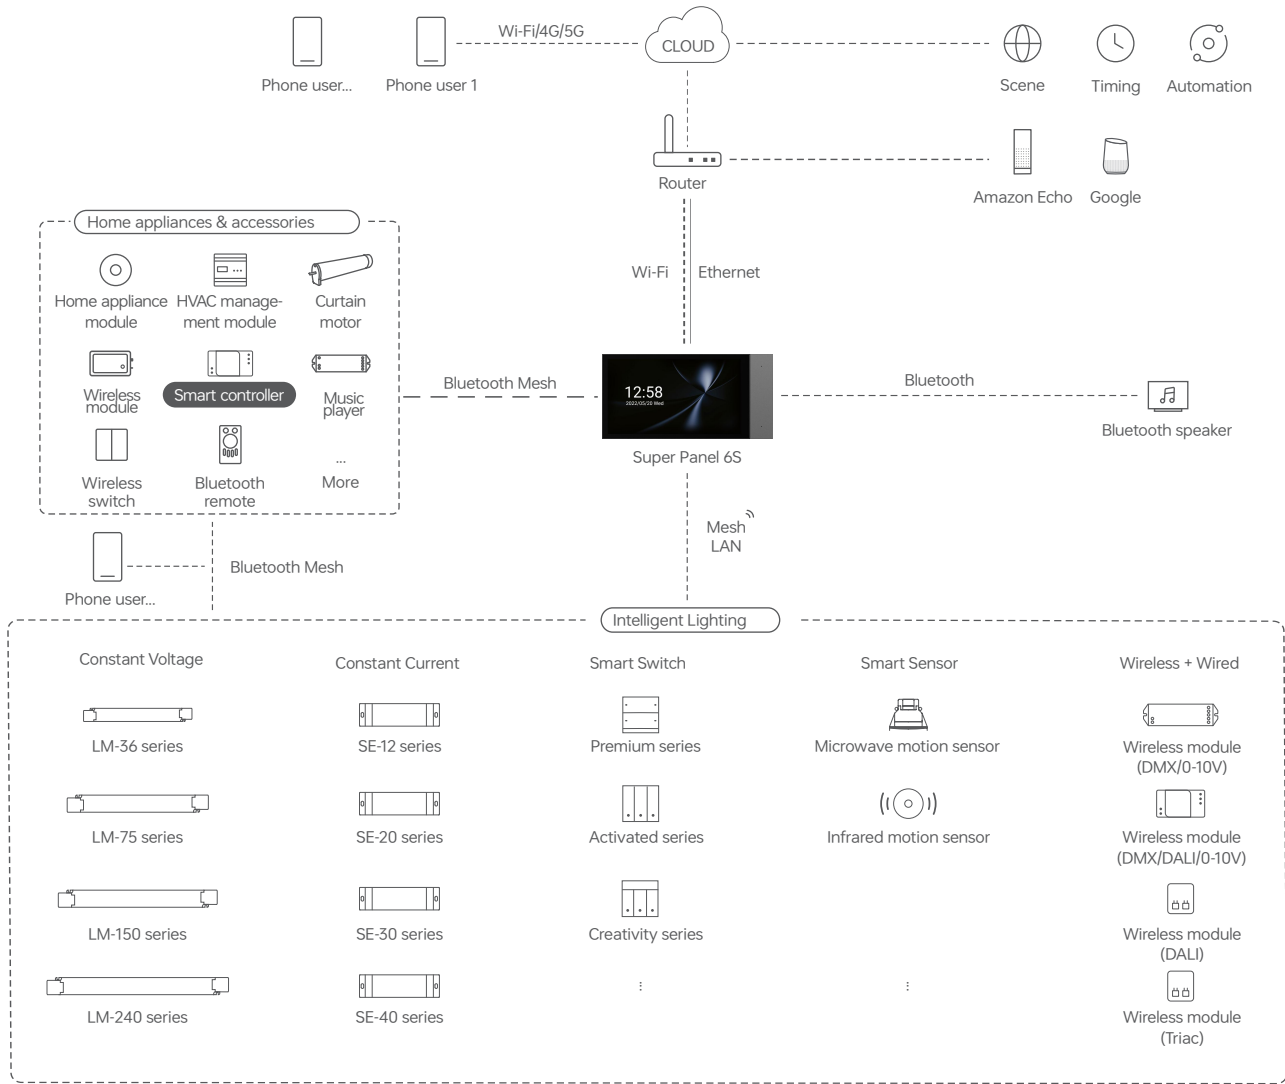 Wi-Fi/4G/5G
CLOUD
Phone user...
Phone user 1
Scene
Timing
Automation
Router
Amazon Echo
Google
Home appliances & accessories
Wi-Fi
Ethernet
Home appliance
module
HVAC manage-
ment module
Curtain
motor
Wireless
module
Smart controller
Music
player
Wireless
switch
Bluetooth
remote
...
More
Bluetooth Mesh
12:58
2022/05/20 Wed
Super Panel 6S
Bluetooth
Bluetooth speaker
Mesh
LAN
Phone user...
Bluetooth Mesh
Intelligent Lighting
Constant Voltage
Constant Current
Smart Switch
Smart Sensor
Wireless + Wired
LM-36 series
SE-12 series
Premium series
Microwave motion sensor
Wireless module
(DMX/0-10V)
LM-75 series
SE-20 series
Activated series
Infrared motion sensor
Wireless module
(DMX/DALI/0-10V)
LM-150 series
SE-30 series
Creativity series
Wireless module
(DALI)
LM-240 series
SE-40 series
Wireless module
(Triac)